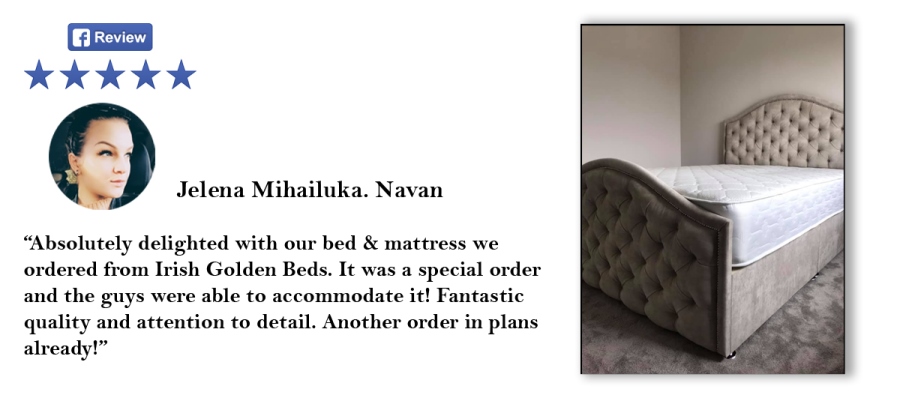 Review
Jelena Mihailuka. Navan
“Absolutely delighted with our bed & mattress we
ordered from Irish Golden Beds. It was a special order
and the guys were able to accommodate it! Fantastic
quality and attention to detail. Another order in plans
already!”